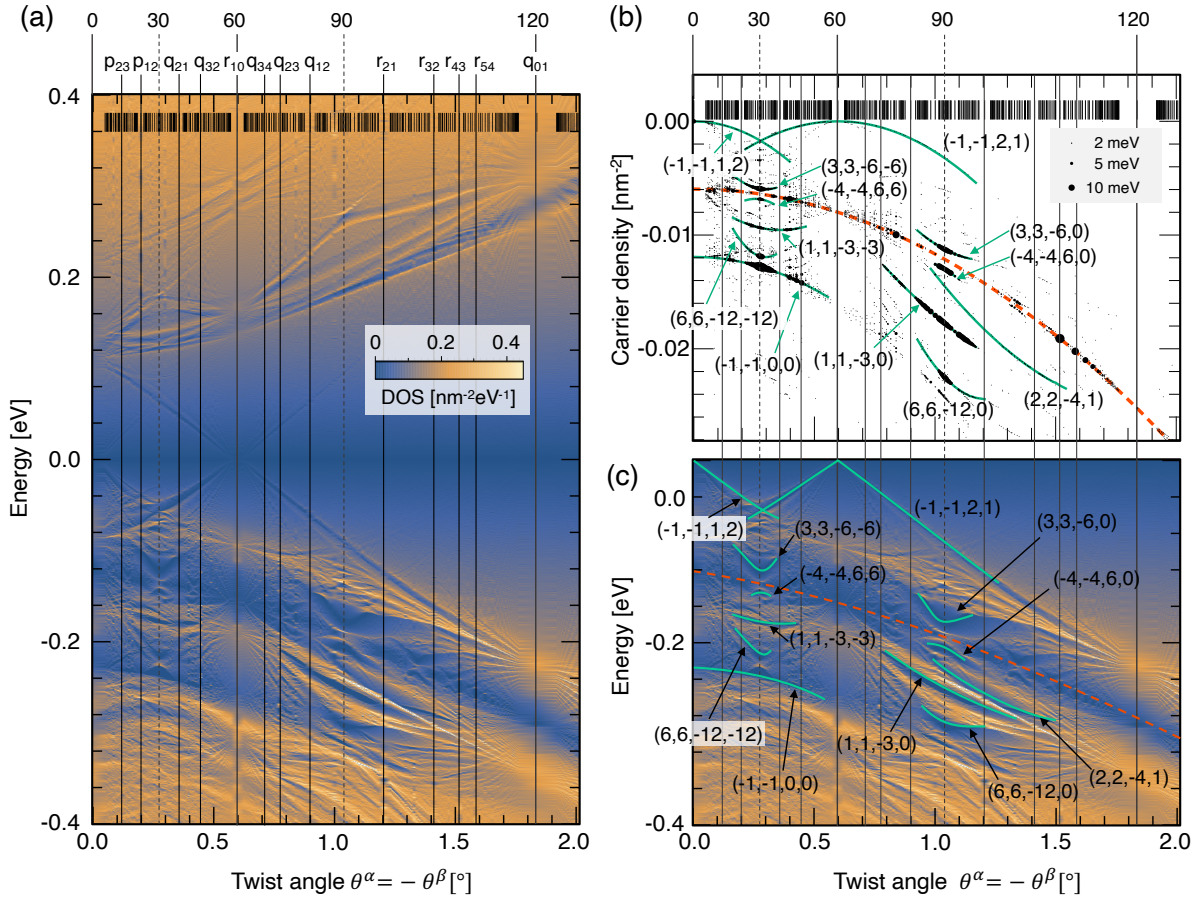 (a)
0 30 60 90 120
p23 p12 q21 q32 r10 q34 q23 q12 r21 r32 r43 r54 q01
0.4
0.2
0.0
-0.2
-0.4
Energy [eV]
0 0.2 0.4
DOS [nm-2eV-1]
0.0 0.5 1.0 1.5 2.0
Twist angle θα = − θβ [°]
(b)
0 30 60 90 120
0.00
-0.01
-0.02
Carrier density [nm-2]
2 meV
5 meV
10 meV
(-1,-1,2,1)
(-1,-1,1,2)
(3,3,-6,-6)
(-4,-4,6,6)
(1,1,-3,-3)
(3,3,-6,0)
(-4,-4,6,0)
(6,6,-12,-12)
(-1,-1,0,0)
(1,1,-3,0)
(6,6,-12,0)
(2,2,-4,1)
(c)
0.0
-0.2
-0.4
Energy [eV]
(-1,-1,1,2)
(-1,-1,2,1)
(3,3,-6,-6)
(3,3,-6,0)
(-4,-4,6,6)
(-4,-4,6,0)
(1,1,-3,-3)
(6,6,-12,-12)
(1,1,-3,0)
(-1,-1,0,0)
(6,6,-12,0)
(2,2,-4,1)
0.0 0.5 1.0 1.5 2.0
Twist angle θα = − θβ [°]